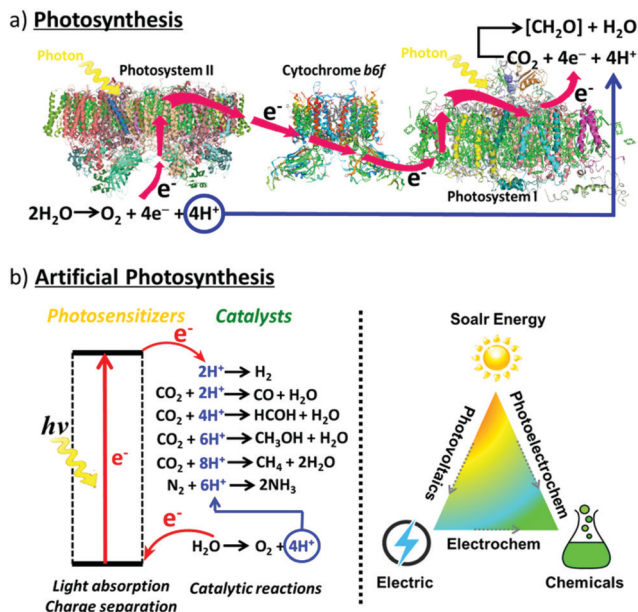 a) Photosynthesis
[CH₂O] + H₂O
CO₂ + 4e⁻ + 4H⁺
Photon
Photosystem II
Cytochrome b6f
Photon
e⁻
e⁻
e⁻
e⁻
Photosystem I
2H₂O → O₂ + 4e⁻ + 4H⁺
b) Artificial Photosynthesis
Photosensitizers
Catalysts
e⁻
2H⁺ → H₂
CO₂ + 2H⁺ → CO + H₂O
CO₂ + 4H⁺ → HCOH + H₂O
CO₂ + 6H⁺ → CH₃OH + H₂O
CO₂ + 8H⁺ → CH₄ + 2H₂O
N₂ + 6H⁺ → 2NH₃
hν
e⁻
e⁻
H₂O → O₂ + 4H⁺
Light absorption
Charge separation
Catalytic reactions
Soalr Energy
Photovoltaics
Photoelectrochem
Electrochem
Electric
Chemicals